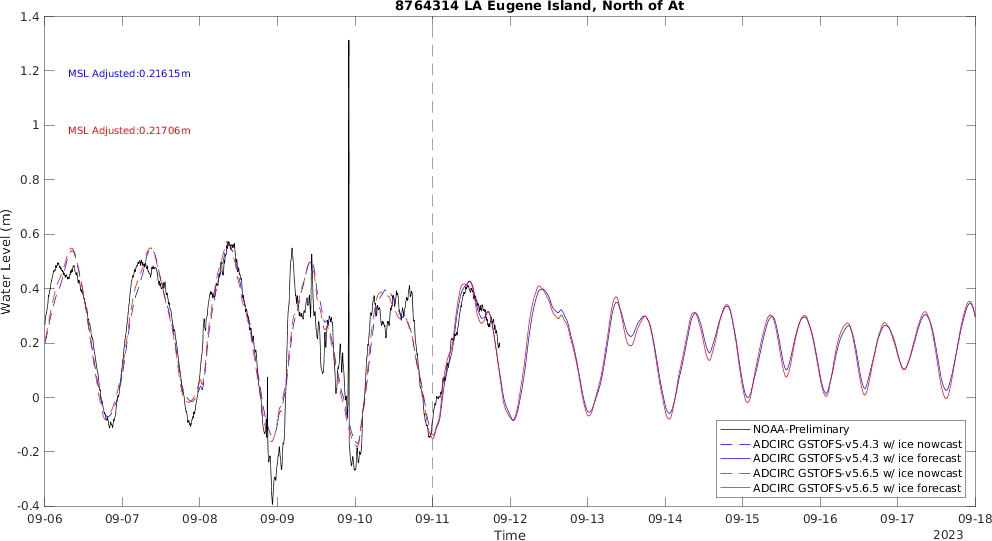 8764314 LA Eugene Island, North of At
1.4
1.2
1
0.8
0.6
0.4
0.2
0
-0.2
-0.4
Water Level (m)
MSL Adjusted:0.21615m
MSL Adjusted:0.21706m
NOAA-Preliminary
ADCIRC GSTOFS-v5.4.3 w/ ice nowcast
ADCIRC GSTOFS-v5.4.3 w/ ice forecast
ADCIRC GSTOFS-v5.6.5 w/ ice nowcast
ADCIRC GSTOFS-v5.6.5 w/ ice forecast
09-06 09-07 09-08 09-09 09-10 09-11 09-12 09-13 09-14 09-15 09-16 09-17 09-18
Time
2023